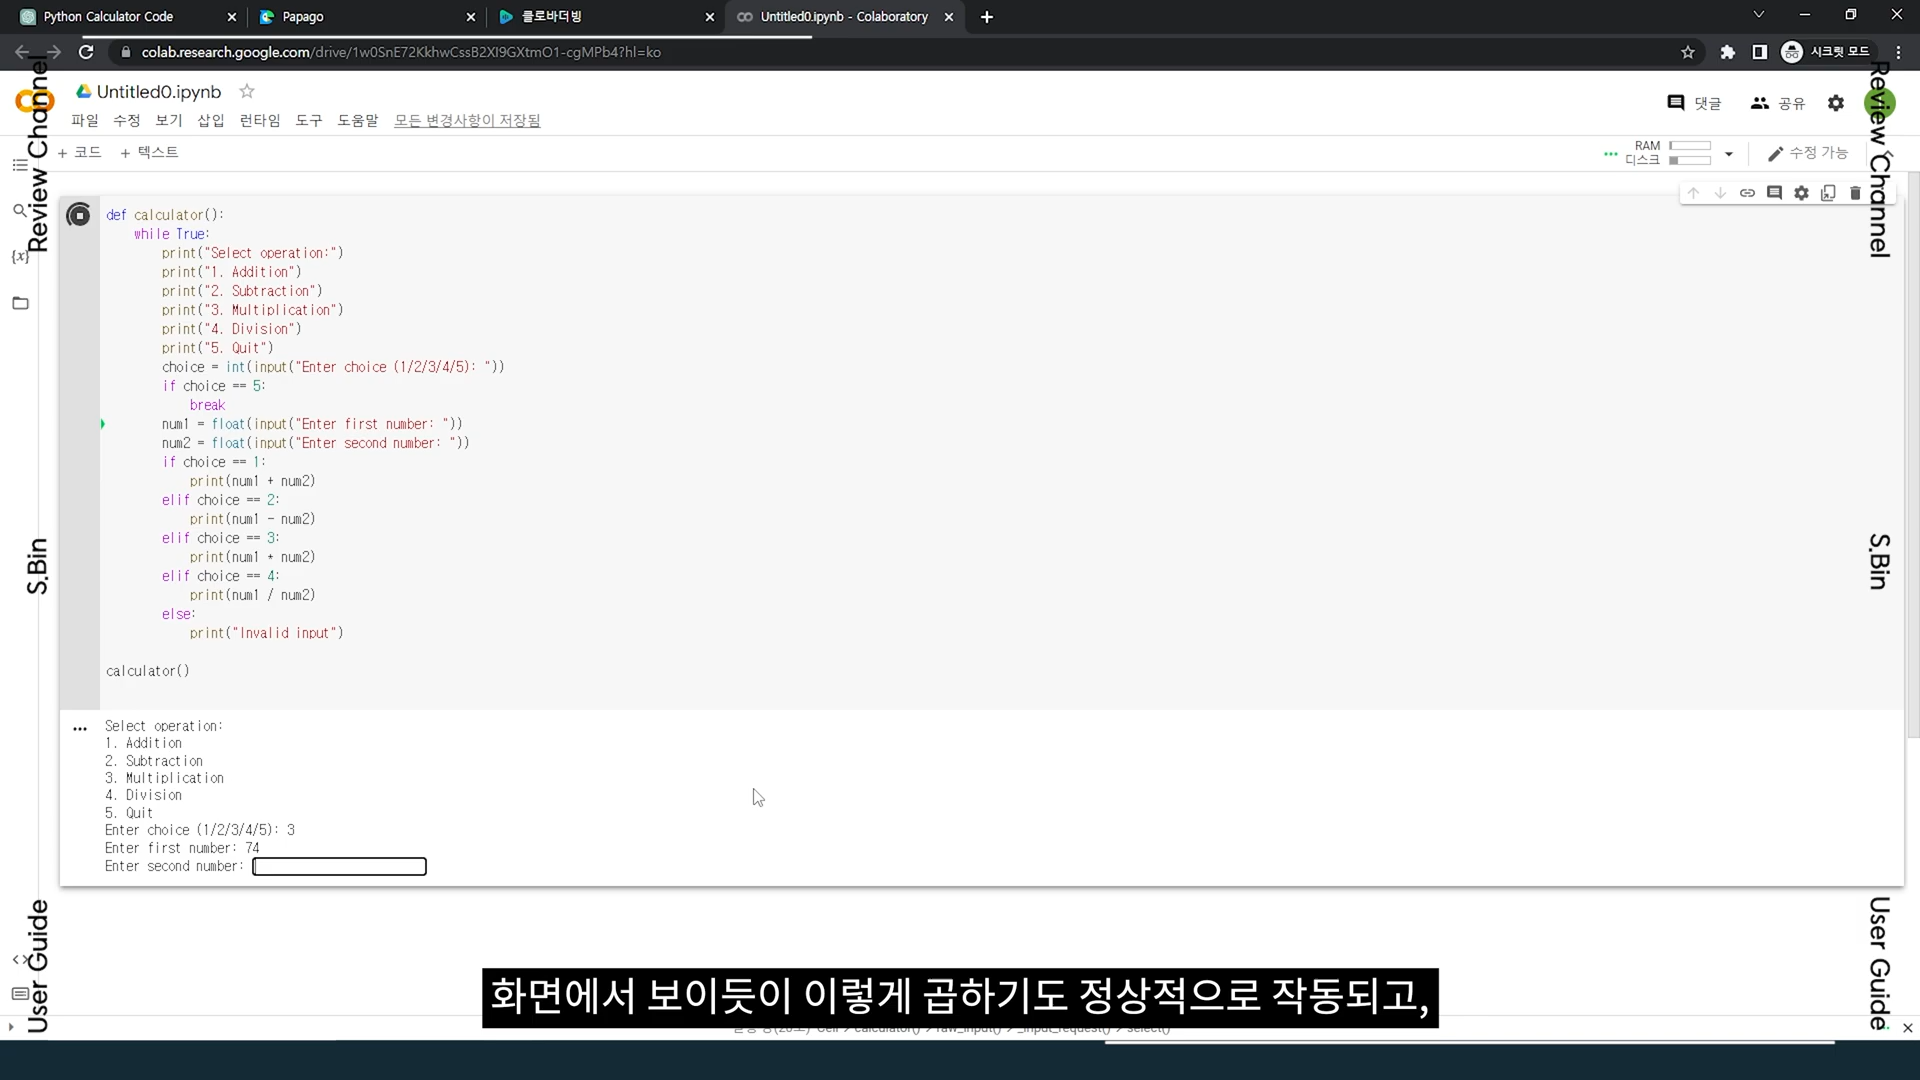 Python Calculator Code
Papago
클로바더빙
Untitled0.ipynb - Colaboratory
colab.research.google.com/drive/1w0SnE72KkhwCssB2XI9GXtmO1-cgMPb4?hl=ko
시크릿 모드
Untitled0.ipynb
파일 수정 보기 삽입 런타임 도구 도움말 모든 변경사항이 저장됨
댓글
공유
+ 코드 + 텍스트
RAM
디스크
수정 가능
def calculator():
    while True:
        print("Select operation:")
        print("1. Addition")
        print("2. Subtraction")
        print("3. Multiplication")
        print("4. Division")
        print("5. Quit")
        choice = int(input("Enter choice (1/2/3/4/5): "))
        if choice == 5:
            break
        num1 = float(input("Enter first number: "))
        num2 = float(input("Enter second number: "))
        if choice == 1:
            print(num1 + num2)
        elif choice == 2:
            print(num1 - num2)
        elif choice == 3:
            print(num1 * num2)
        elif choice == 4:
            print(num1 / num2)
        else:
            print("Invalid input")
calculator()
Select operation:
1. Addition
2. Subtraction
3. Multiplication
4. Division
5. Quit
Enter choice (1/2/3/4/5): 3
Enter first number: 74
Enter second number:
화면에서 보이듯이 이렇게 곱하기도 정상적으로 작동되고,
Review Channel
S.Bin
User Guide
Review Channel
S.Bin
User Guide